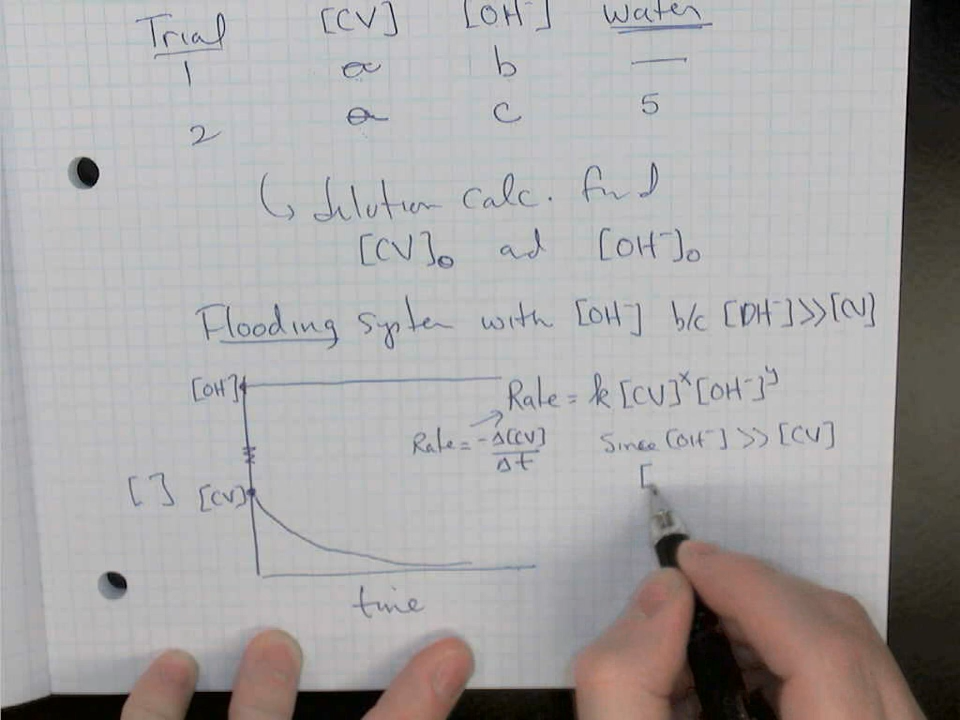 Trial [CV] [OH⁻] Water
1 a b —
2 a c 5
↳ dilution calc. find
[CV]₀ ad [OH⁻]₀
Flooding system with [OH⁻] b/c [OH⁻]>>[CV]
[OH⁻]
Rate = k [CV]ˣ[OH⁻]ʸ
Rate = -Δ[CV]/Δt
Since [OH⁻] >> [CV]
[
[ ] [CV]
time